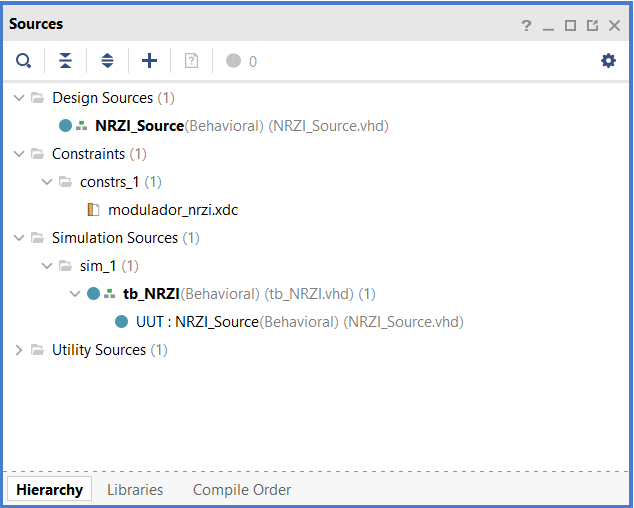 Sources
? 0
Design Sources (1)
NRZI_Source(Behavioral) (NRZI_Source.vhd)
Constraints (1)
constrs_1 (1)
modulador_nrzi.xdc
Simulation Sources (1)
sim_1 (1)
tb_NRZI(Behavioral) (tb_NRZI.vhd) (1)
UUT : NRZI_Source(Behavioral) (NRZI_Source.vhd)
Utility Sources (1)
Hierarchy Libraries Compile Order